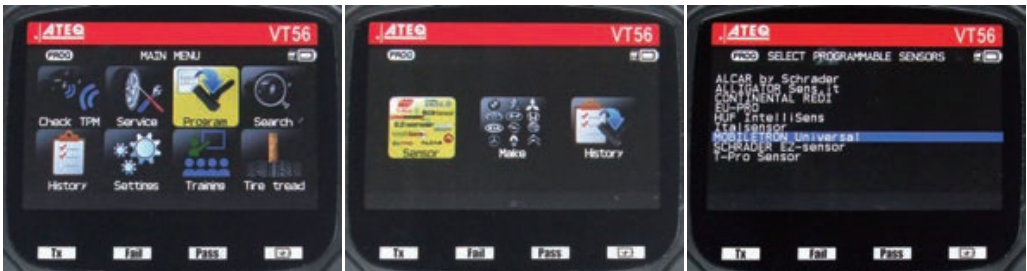 ATEQ VT56
PROG MAIN MENU
Check TPM Service Program Search
History Settings Training Tire tread
Tx Fail Pass
ATEQ VT56
PROG
Sensor Make History
Tx Fail Pass
ATEQ VT56
PROG SELECT PROGRAMMABLE SENSORS
ALCAR by Schrader
ALLIGATOR Sens.it
CONTINENTAL REDI
EU-PRO
HUF IntelliSens
Italsensor
MOBILETRON Universal
SCHRADER EZ-sensor
T-Pro Sensor
Tx Fail Pass